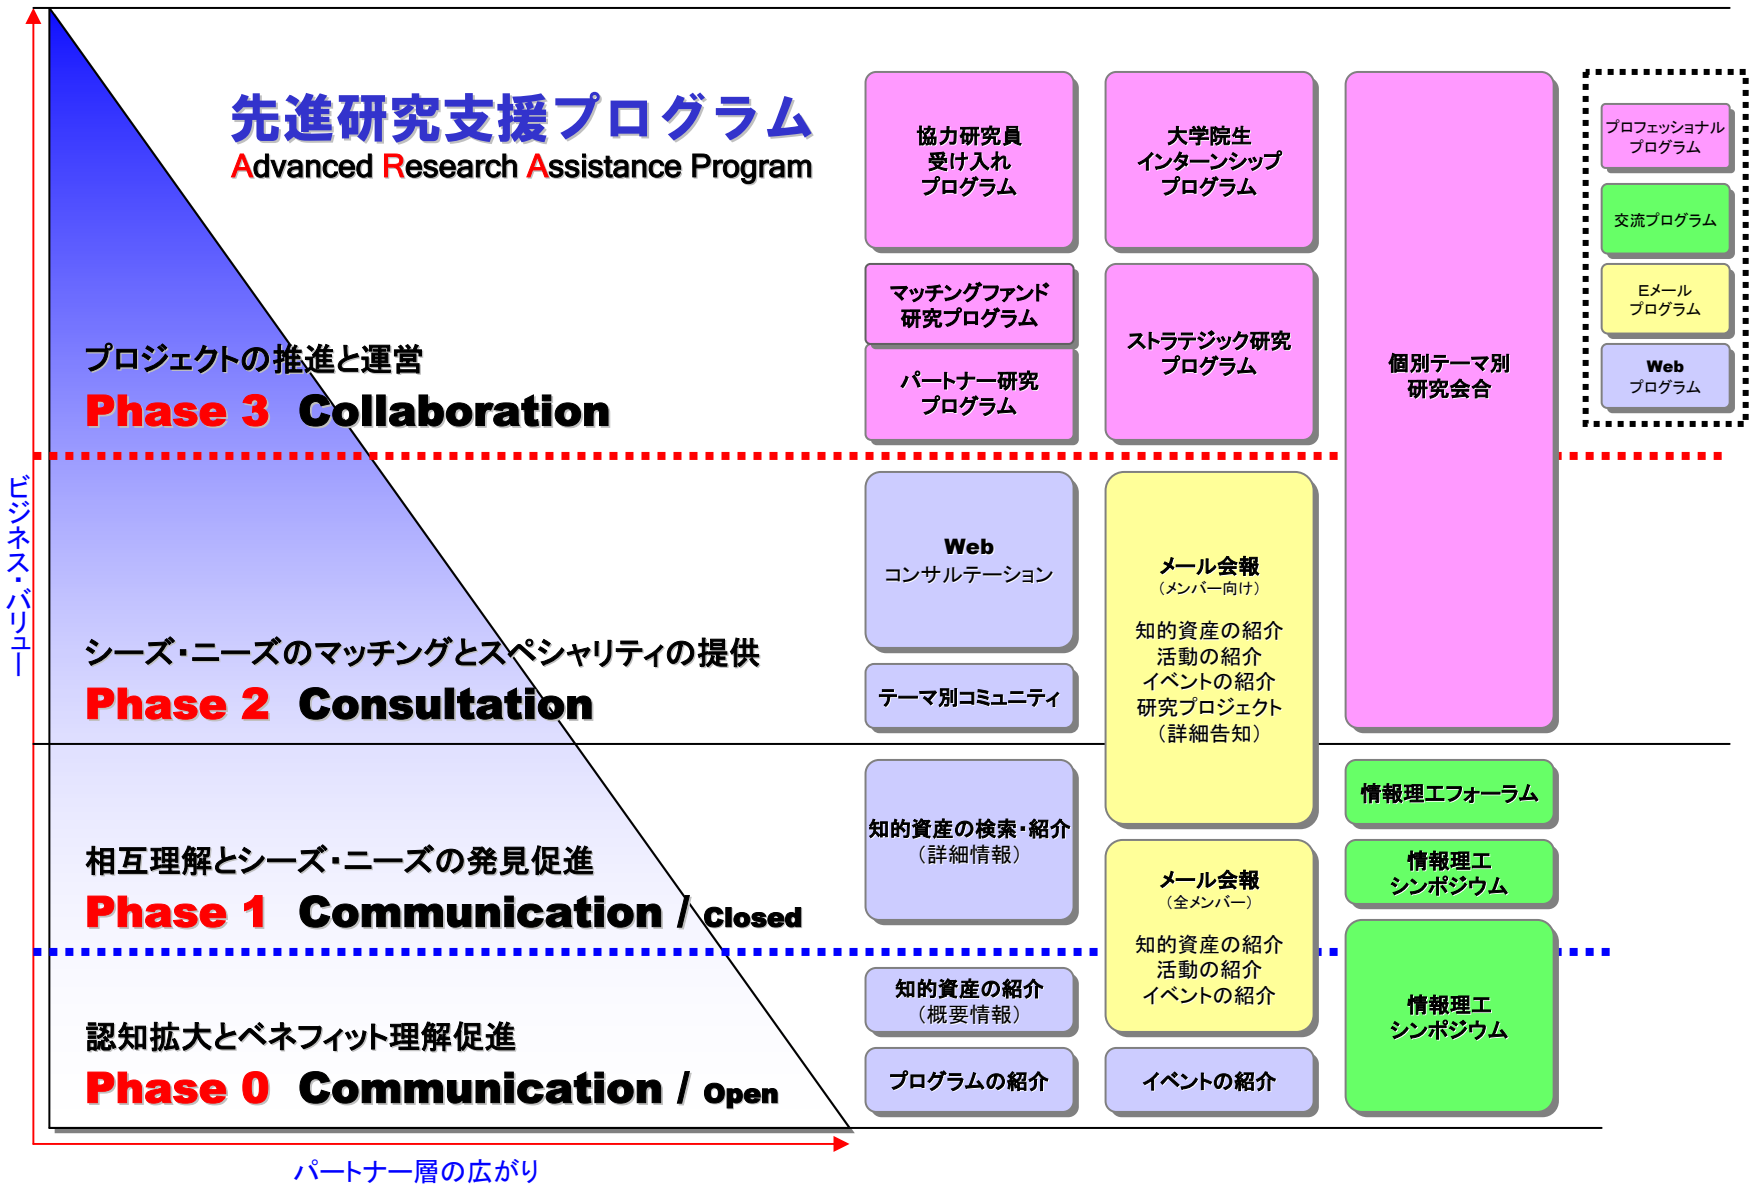 先進研究支援プログラム
Advanced Research Assistance Program
プロジェクトの推進と運営
Phase 3 Collaboration
シーズ・ニーズのマッチングとスペシャリティの提供
Phase 2 Consultation
相互理解とシーズ・ニーズの発見促進
Phase 1 Communication / Closed
認知拡大とベネフィット理解促進
Phase 0 Communication / Open
ビジネス・バリュー
パートナー層の広がり
協力研究員
受け入れ
プログラム
大学院生
インターンシップ
プログラム
マッチングファンド
研究プログラム
パートナー研究
プログラム
ストラテジック研究
プログラム
個別テーマ別
研究会合
プロフェッショナル
プログラム
交流プログラム
Eメール
プログラム
Web
プログラム
Web
コンサルテーション
テーマ別コミュニティ
メール会報
（メンバー向け）
知的資産の紹介
活動の紹介
イベントの紹介
研究プロジェクト
（詳細告知）
知的資産の検索・紹介
（詳細情報）
メール会報
（全メンバー）
知的資産の紹介
活動の紹介
イベントの紹介
情報理工フォーラム
情報理工
シンポジウム
情報理工
シンポジウム
知的資産の紹介
（概要情報）
プログラムの紹介
イベントの紹介